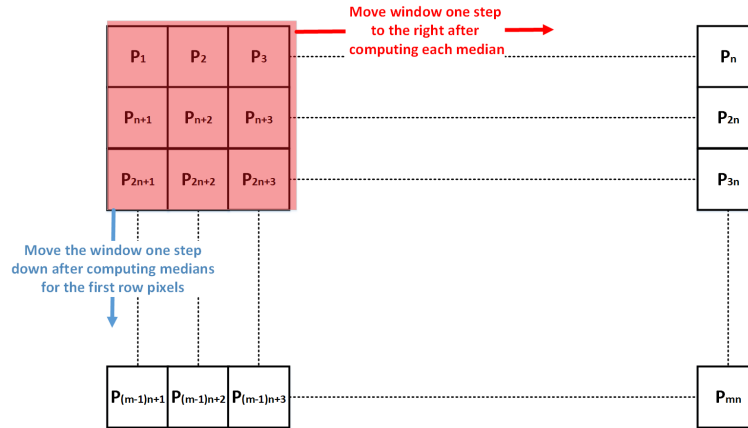 Move window one step
to the right after
computing each median
P1 P2 P3 Pn
Pn+1 Pn+2 Pn+3 P2n
P2n+1 P2n+2 P2n+3 P3n
Move the window one step
down after computing medians
for the first row pixels
P(m-1)n+1 P(m-1)n+2 P(m-1)n+3 Pmn